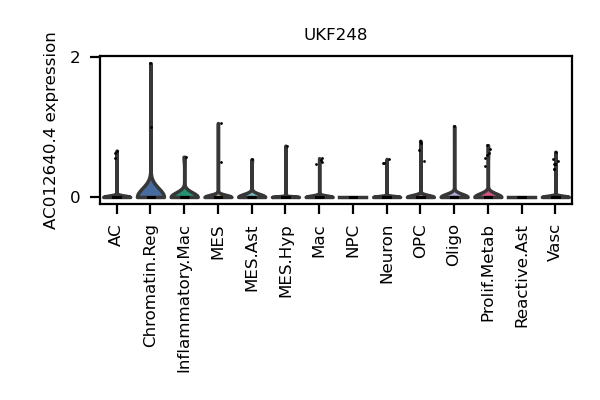 UKF248
AC012640.4 expression
2
0
AC
Chromatin.Reg
Inflammatory.Mac
MES
MES.Ast
MES.Hyp
Mac
NPC
Neuron
OPC
Oligo
Prolif.Metab
Reactive.Ast
Vasc